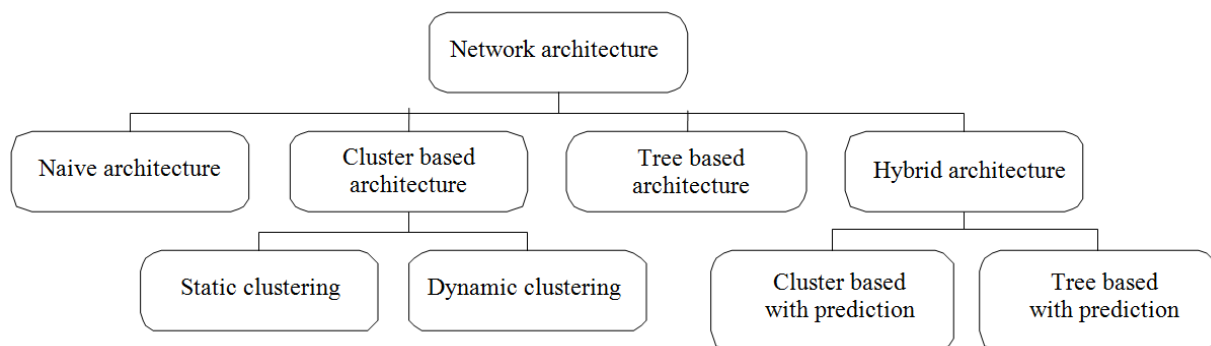 Network architecture
Naive architecture
Cluster based
architecture
Tree based
architecture
Hybrid architecture
Static clustering
Dynamic clustering
Cluster based
with prediction
Tree based
with prediction